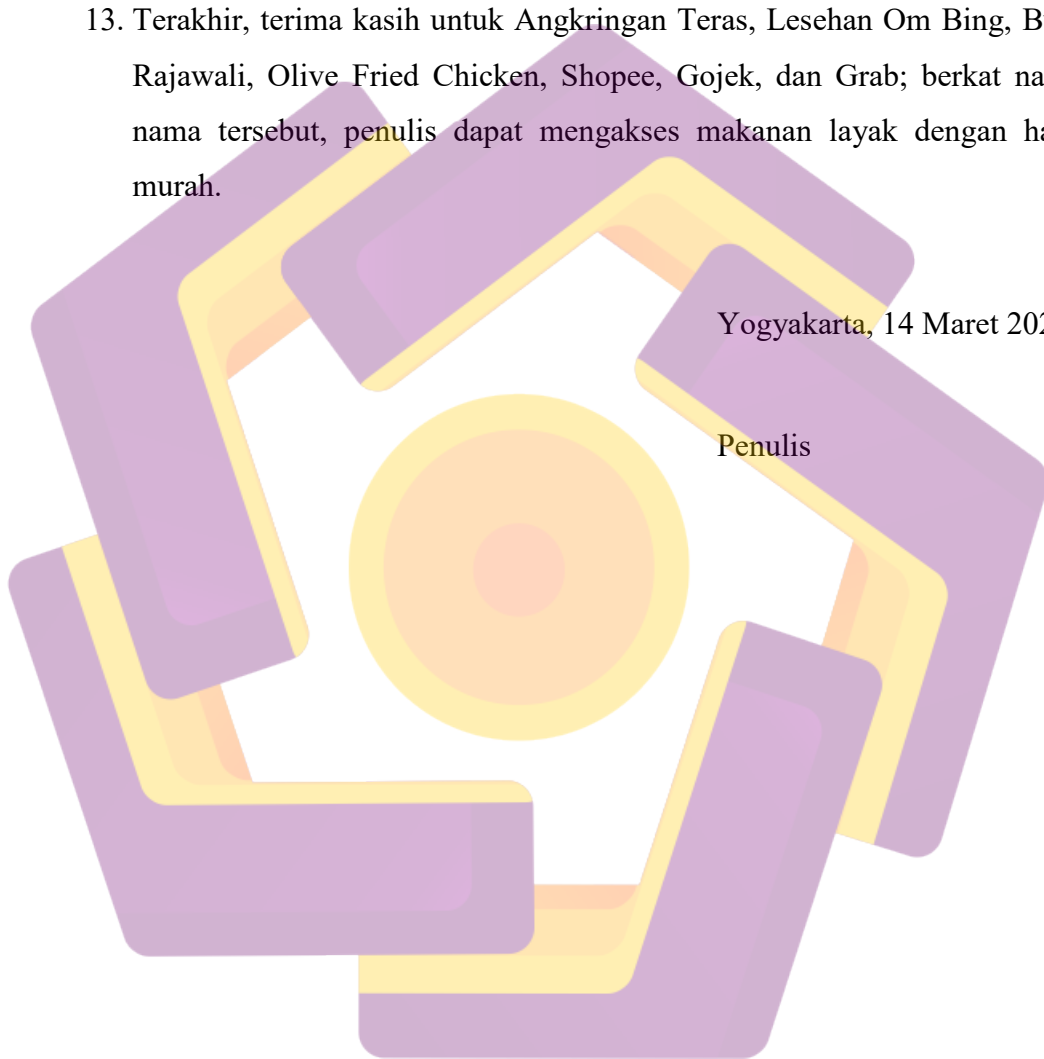 13. Terakhir, terima kasih untuk Angkringan Teras, Lesehan Om Bing,
Rajawali, Olive Fried Chicken, Shopee, Gojek, dan Grab; berkat
nama tersebut, penulis dapat mengakses makanan layak dengan
murah.
Yogyakarta, 14 Maret
Penulis